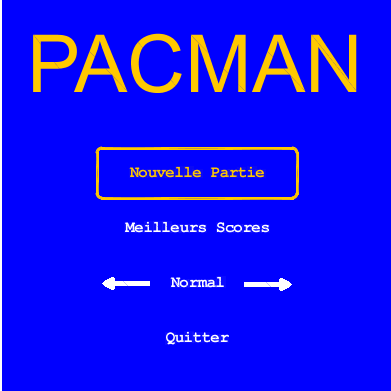 PACMAN
Nouvelle Partie
Meilleurs Scores
Normal
Quitter